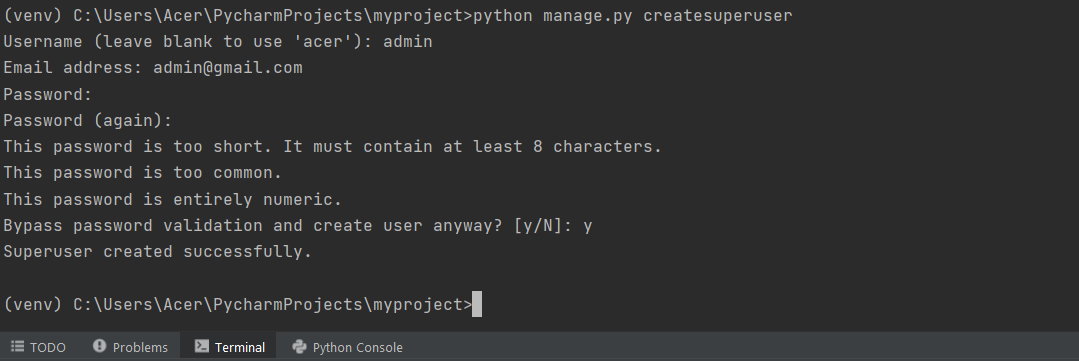 (venv) C:\Users\Acer\PycharmProjects\myproject>python manage.py createsuperuser
Username (leave blank to use 'acer'): admin
Email address: admin@gmail.com
Password:
Password (again):
This password is too short. It must contain at least 8 characters.
This password is too common.
This password is entirely numeric.
Bypass password validation and create user anyway? [y/N]: y
Superuser created successfully.
(venv) C:\Users\Acer\PycharmProjects\myproject>
TODO Problems Terminal Python Console